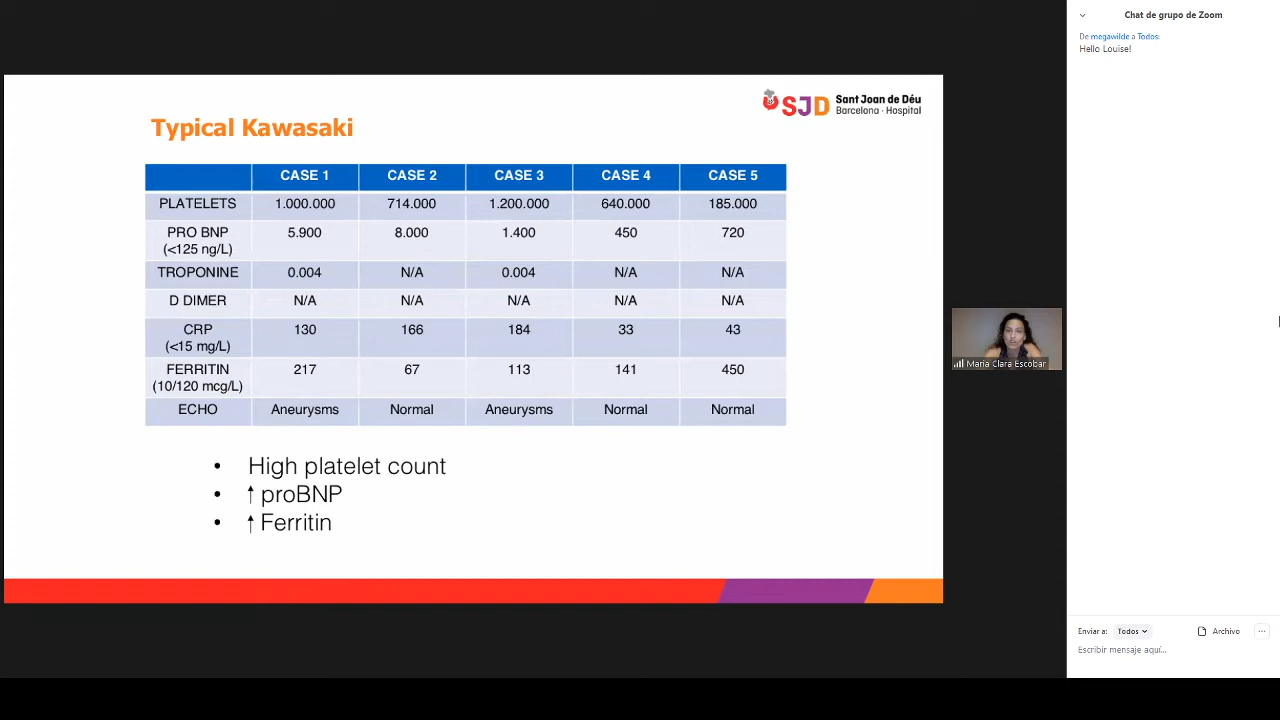 Chat de grupo de Zoom
De megawilde a Todos:
Hello Louise!
SJD Sant Joan de Déu
Barcelona · Hospital
Typical Kawasaki
CASE 1 CASE 2 CASE 3 CASE 4 CASE 5
PLATELETS 1.000.000 714.000 1.200.000 640.000 185.000
PRO BNP 5.900 8.000 1.400 450 720
(<125 ng/L)
TROPONINE 0.004 N/A 0.004 N/A N/A
D DIMER N/A N/A N/A N/A N/A
CRP 130 166 184 33 43
(<15 mg/L)
FERRITIN 217 67 113 141 450
(10/120 mcg/L)
ECHO Aneurysms Normal Aneurysms Normal Normal
• High platelet count
• ↑ proBNP
• ↑ Ferritin
Maria Clara Escobar
Enviar a: Todos Archivo ...
Escribir mensaje aquí...